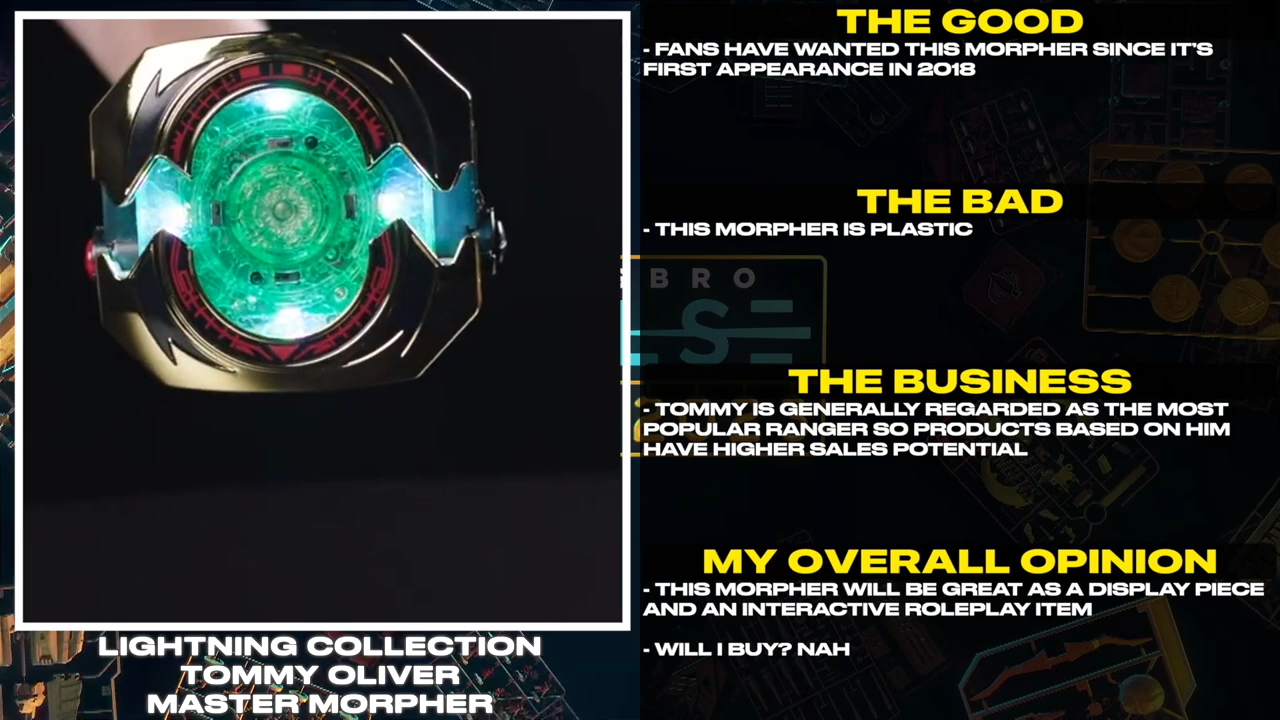 THE GOOD
- FANS HAVE WANTED THIS MORPHER SINCE IT'S
FIRST APPEARANCE IN 2018
THE BAD
- THIS MORPHER IS PLASTIC
BRO
SE
THE BUSINESS
- TOMMY IS GENERALLY REGARDED AS THE MOST
POPULAR RANGER SO PRODUCTS BASED ON HIM
HAVE HIGHER SALES POTENTIAL
MY OVERALL OPINION
- THIS MORPHER WILL BE GREAT AS A DISPLAY PIECE
AND AN INTERACTIVE ROLEPLAY ITEM
- WILL I BUY? NAH
LIGHTNING COLLECTION
TOMMY OLIVER
MASTER MORPHER